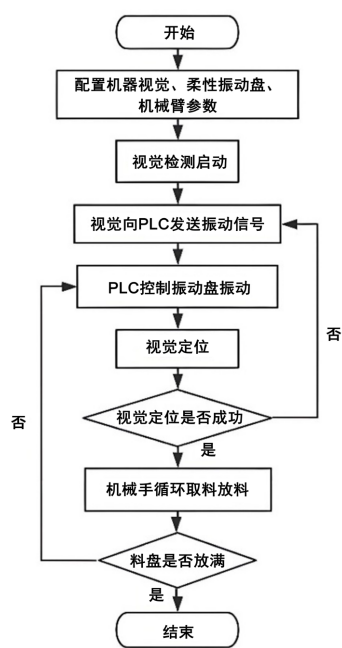 开始
配置机器视觉、柔性振动盘、
机械臂参数
视觉检测启动
视觉向PLC发送振动信号
PLC控制振动盘振动
视觉定位
否
视觉定位是否成功
否
是
机械手循环取料放料
料盘是否放满
是
结束